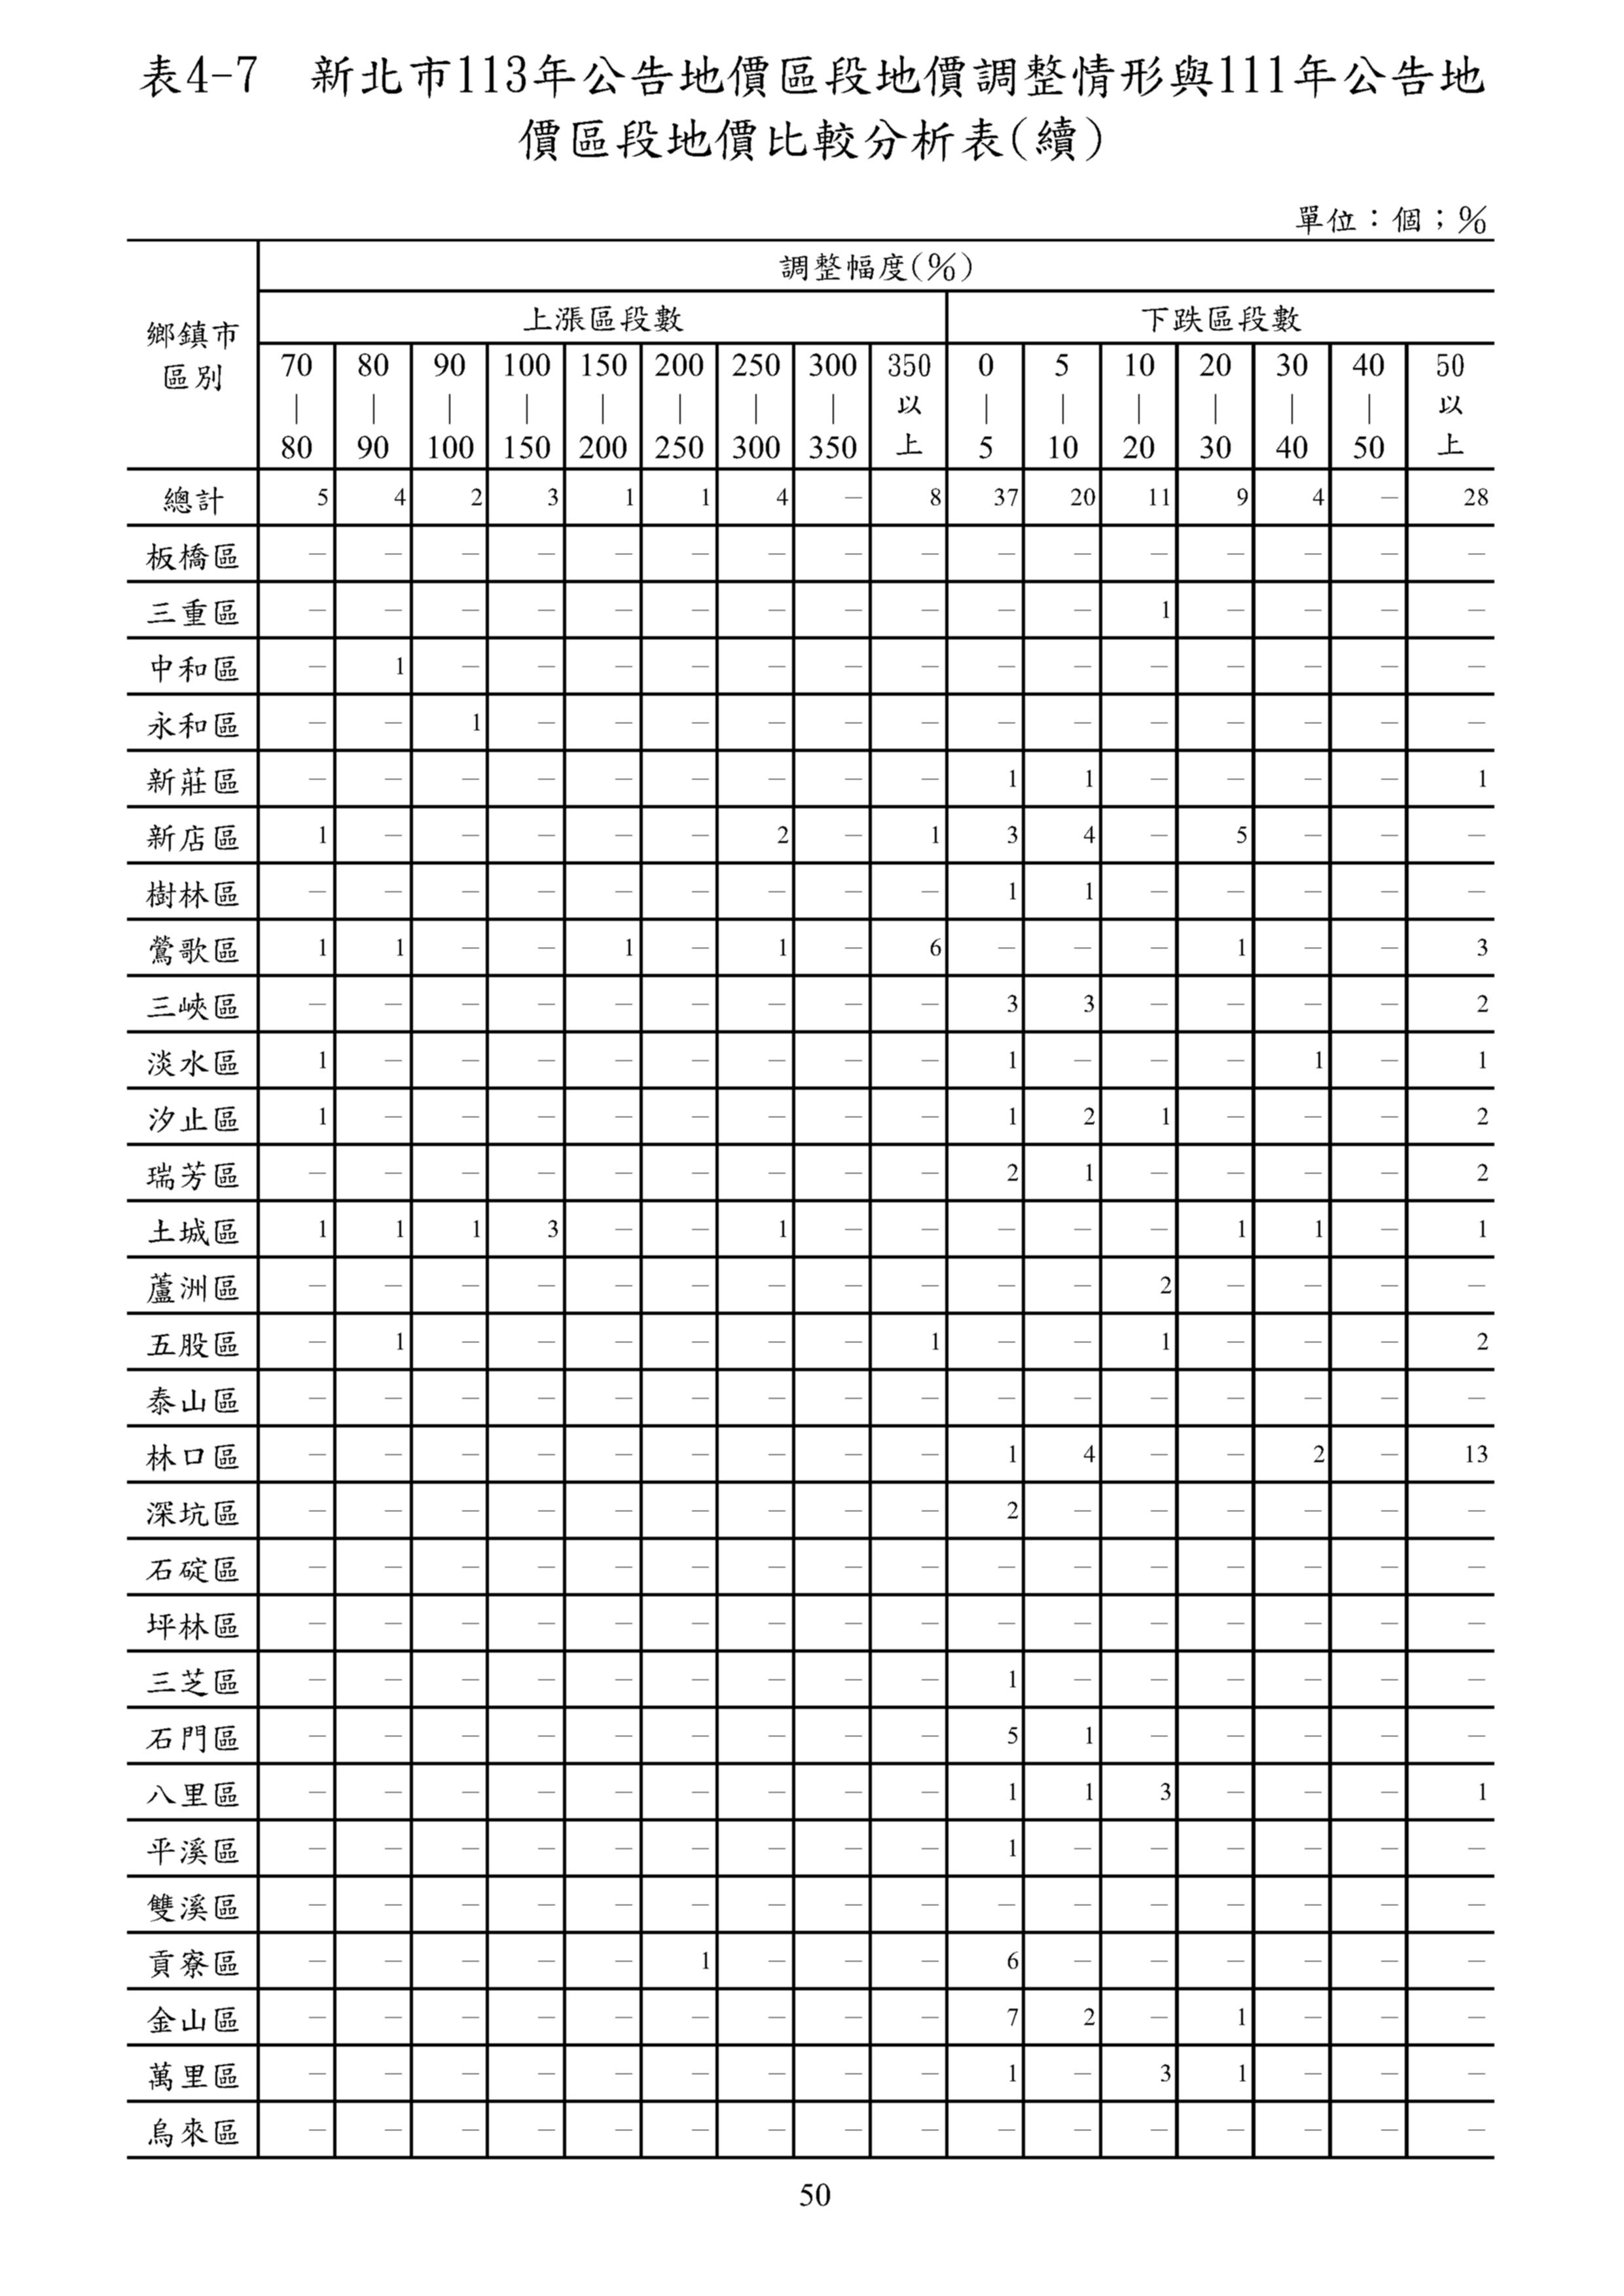 表4-7　新北市113年公告地價區段地價調整情形與111年公告地
價區段地價比較分析表(續)
單位：個；%
鄉鎮市區別 調整幅度(%)
上漲區段數 下跌區段數
70｜80 80｜90 90｜100 100｜150 150｜200 200｜250 250｜300 300｜350 350以上 0｜5 5｜10 10｜20 20｜30 30｜40 40｜50 50以上
總計 5 4 2 3 1 1 4 — 8 37 20 11 9 4 — 28
板橋區 — — — — — — — — — — — — — — — —
三重區 — — — — — — — — — — — 1 — — — —
中和區 — 1 — — — — — — — — — — — — — —
永和區 — — 1 — — — — — — — — — — — — —
新莊區 — — — — — — — — — 1 1 — — — — 1
新店區 1 — — — — — 2 — 1 3 4 — 5 — — —
樹林區 — — — — — — — — — 1 1 — — — — —
鶯歌區 1 1 — — 1 — 1 — 6 — — — 1 — — 3
三峽區 — — — — — — — — — 3 3 — — — — 2
淡水區 1 — — — — — — — — 1 — — — 1 — 1
汐止區 1 — — — — — — — — 1 2 1 — — — 2
瑞芳區 — — — — — — — — — 2 1 — — — — 2
土城區 1 1 1 3 — — 1 — — — — — 1 1 — 1
蘆洲區 — — — — — — — — — — — 2 — — — —
五股區 — 1 — — — — — — 1 — — 1 — — — 2
泰山區 — — — — — — — — — — — — — — — —
林口區 — — — — — — — — — 1 4 — — 2 — 13
深坑區 — — — — — — — — — 2 — — — — — —
石碇區 — — — — — — — — — — — — — — — —
坪林區 — — — — — — — — — — — — — — — —
三芝區 — — — — — — — — — 1 — — — — — —
石門區 — — — — — — — — — 5 1 — — — — —
八里區 — — — — — — — — — 1 1 3 — — — 1
平溪區 — — — — — — — — — 1 — — — — — —
雙溪區 — — — — — — — — — — — — — — — —
貢寮區 — — — — — 1 — — — 6 — — — — — —
金山區 — — — — — — — — — 7 2 — 1 — — —
萬里區 — — — — — — — — — 1 — 3 1 — — —
烏來區 — — — — — — — — — — — — — — — —
50